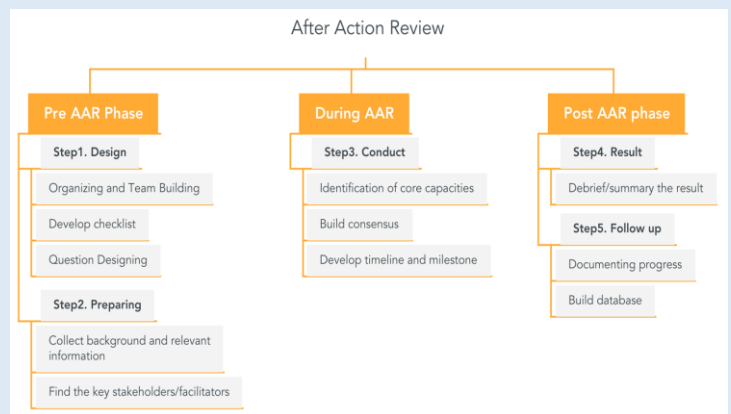 After Action Review
Pre AAR Phase
Step1. Design
Organizing and Team Building
Develop checklist
Question Designing
Step2. Preparing
Collect background and relevant
information
Find the key stakeholders/facilitators
During AAR
Step3. Conduct
Identification of core capacities
Build consensus
Develop timeline and milestone
Post AAR phase
Step4. Result
Debrief/summary the result
Step5. Follow up
Documenting progress
Build database